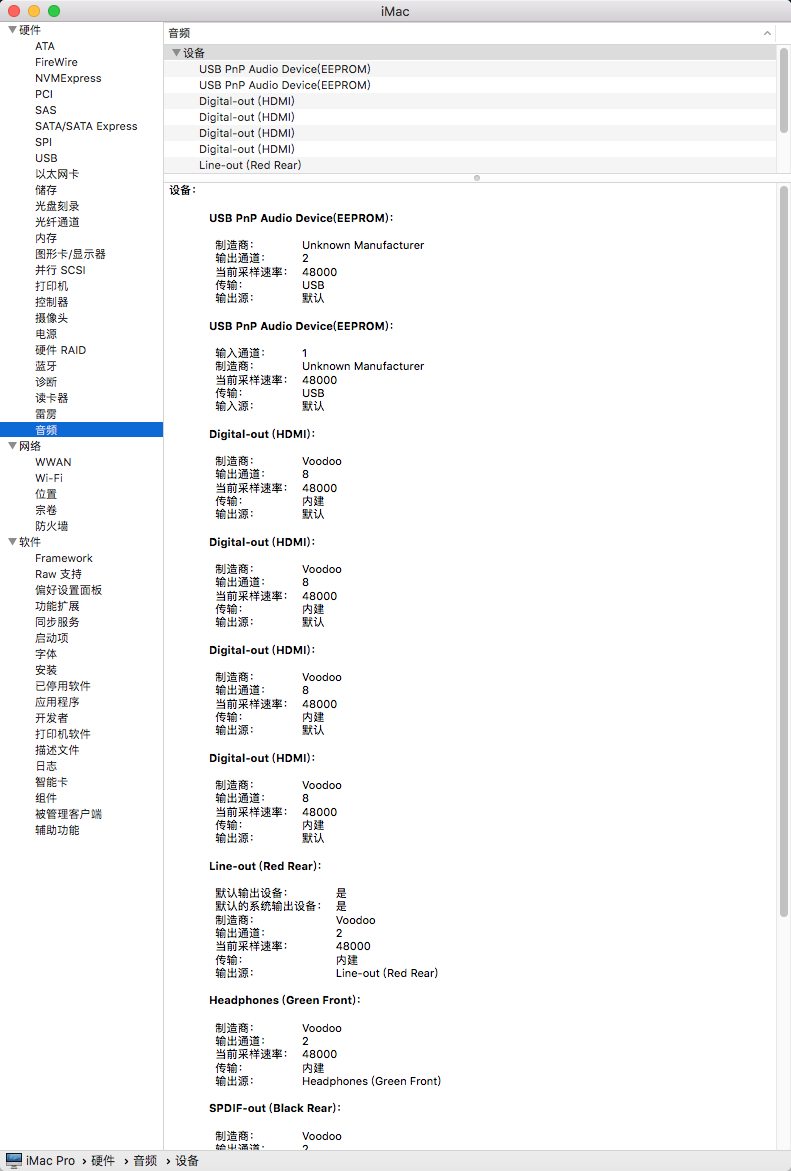 iMac
硬件
ATA
FireWire
NVMExpress
PCI
SAS
SATA/SATA Express
SPI
USB
以太网卡
储存
光盘刻录
光纤通道
内存
图形卡/显示器
并行 SCSI
打印机
控制器
摄像头
电源
硬件 RAID
蓝牙
诊断
读卡器
雷雳
音频
网络
WWAN
Wi-Fi
位置
宗卷
防火墙
软件
Framework
Raw 支持
偏好设置面板
功能扩展
同步服务
启动项
字体
安装
已停用软件
应用程序
开发者
打印机软件
描述文件
日志
智能卡
组件
被管理客户端
辅助功能
音频
设备
USB PnP Audio Device(EEPROM)
USB PnP Audio Device(EEPROM)
Digital-out (HDMI)
Digital-out (HDMI)
Digital-out (HDMI)
Digital-out (HDMI)
Line-out (Red Rear)
设备：
USB PnP Audio Device(EEPROM)：
制造商： Unknown Manufacturer
输出通道： 2
当前采样速率： 48000
传输： USB
输出源： 默认
USB PnP Audio Device(EEPROM)：
输入通道： 1
制造商： Unknown Manufacturer
当前采样速率： 48000
传输： USB
输入源： 默认
Digital-out (HDMI)：
制造商： Voodoo
输出通道： 8
当前采样速率： 48000
传输： 内建
输出源： 默认
Digital-out (HDMI)：
制造商： Voodoo
输出通道： 8
当前采样速率： 48000
传输： 内建
输出源： 默认
Digital-out (HDMI)：
制造商： Voodoo
输出通道： 8
当前采样速率： 48000
传输： 内建
输出源： 默认
Digital-out (HDMI)：
制造商： Voodoo
输出通道： 8
当前采样速率： 48000
传输： 内建
输出源： 默认
Line-out (Red Rear)：
默认输出设备： 是
默认的系统输出设备： 是
制造商： Voodoo
输出通道： 2
当前采样速率： 48000
传输： 内建
输出源： Line-out (Red Rear)
Headphones (Green Front)：
制造商： Voodoo
输出通道： 2
当前采样速率： 48000
传输： 内建
输出源： Headphones (Green Front)
SPDIF-out (Black Rear)：
制造商： Voodoo
输出通道： 2
iMac Pro › 硬件 › 音频 › 设备